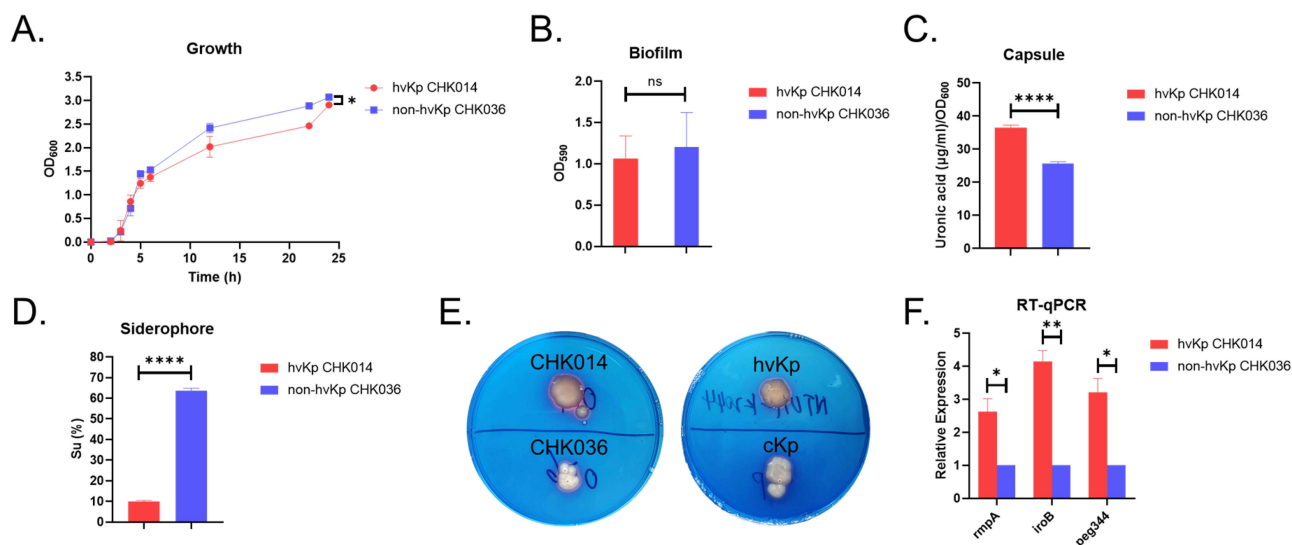 A.
Growth
OD600
3.5
3.0
2.5
2.0
1.5
1.0
0.5
0.0
0
5
10
15
20
25
Time (h)
*
hvKp CHK014
non-hvKp CHK036
B.
Biofilm
OD590
2.0
1.5
1.0
0.5
0.0
ns
hvKp CHK014
non-hvKp CHK036
C.
Capsule
Uronic acid (μg/ml)/OD600
50
40
30
20
10
0
****
hvKp CHK014
non-hvKp CHK036
D.
Siderophore
Su (%)
80
70
60
50
40
30
20
10
0
****
hvKp CHK014
non-hvKp CHK036
E.
CHK014
CHK036
hvKp
cKp
F.
RT-qPCR
Relative Expression
5
4
3
2
1
0
*
**
*
rmpA
iroB
peg344
hvKp CHK014
non-hvKp CHK036